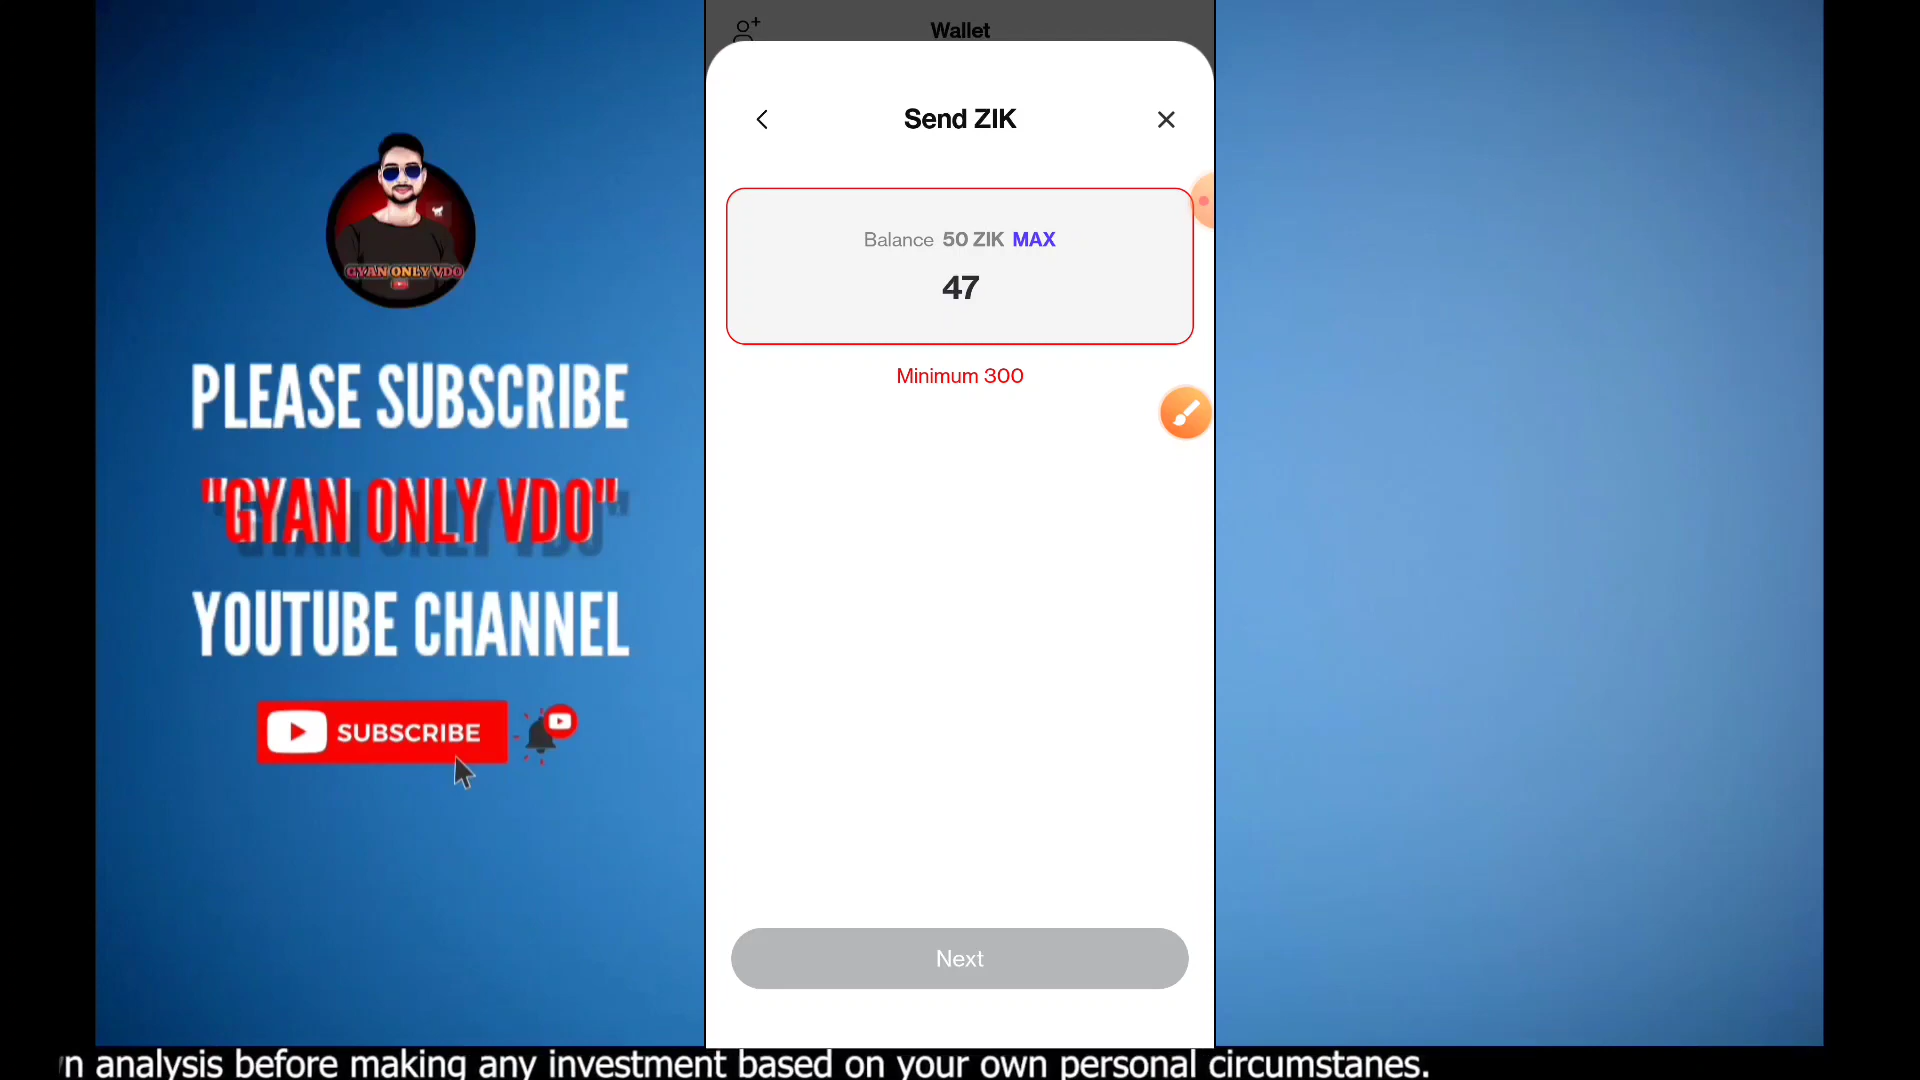 Wallet
Send ZIK
Balance 50 ZIK MAX
47
Minimum 300
Next
GYAN ONLY VDO
PLEASE SUBSCRIBE
"GYAN ONLY VDO"
YOUTUBE CHANNEL
SUBSCRIBE
analysis before making any investment based on your own personal circumstanes.